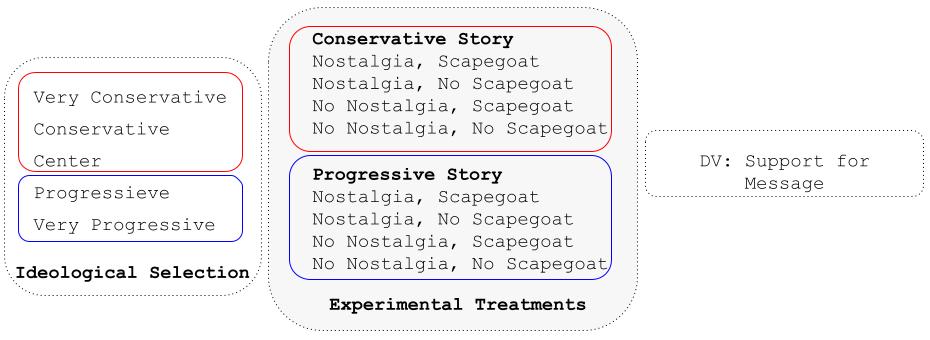 Very Conservative
Conservative
Center
Progressieve
Very Progressive
Ideological Selection
Conservative Story
Nostalgia, Scapegoat
Nostalgia, No Scapegoat
No Nostalgia, Scapegoat
No Nostalgia, No Scapegoat
Progressive Story
Nostalgia, Scapegoat
Nostalgia, No Scapegoat
No Nostalgia, Scapegoat
No Nostalgia, No Scapegoat
Experimental Treatments
DV: Support for
Message